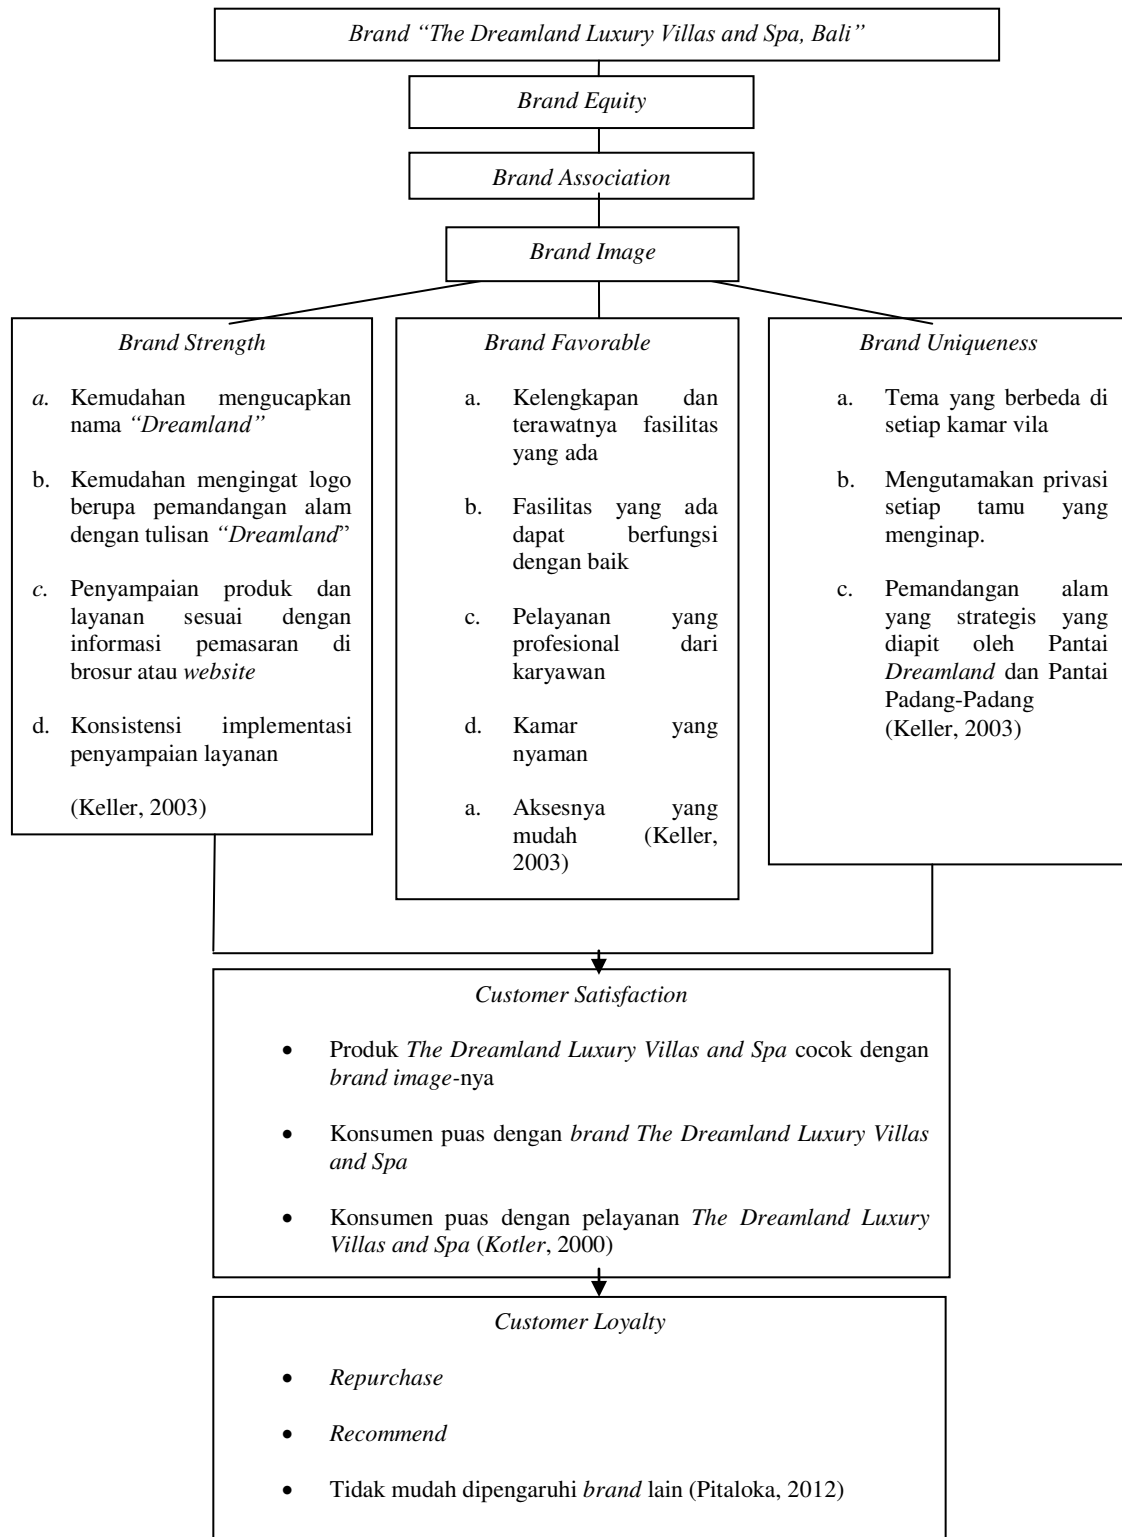 Brand “The Dreamland Luxury Villas and Spa, Bali”
Brand Equity
Brand Association
Brand Image
Brand Strength
a. Kemudahan mengucapkan
nama “Dreamland”
b. Kemudahan mengingat logo
berupa pemandangan alam
dengan tulisan “Dreamland”
c. Penyampaian produk dan
layanan sesuai dengan
informasi pemasaran di
brosur atau website
d. Konsistensi implementasi
penyampaian layanan
(Keller, 2003)
Brand Favorable
a. Kelengkapan dan
terawatnya fasilitas
yang ada
b. Fasilitas yang ada
dapat berfungsi
dengan baik
c. Pelayanan yang
profesional dari
karyawan
d. Kamar yang
nyaman
a. Aksesnya yang
mudah (Keller,
2003)
Brand Uniqueness
a. Tema yang berbeda di
setiap kamar vila
b. Mengutamakan privasi
setiap tamu yang
menginap.
c. Pemandangan alam
yang strategis yang
diapit oleh Pantai
Dreamland dan Pantai
Padang-Padang
(Keller, 2003)
Customer Satisfaction
• Produk The Dreamland Luxury Villas and Spa cocok dengan
brand image-nya
• Konsumen puas dengan brand The Dreamland Luxury Villas
and Spa
• Konsumen puas dengan pelayanan The Dreamland Luxury
Villas and Spa (Kotler, 2000)
Customer Loyalty
• Repurchase
• Recommend
• Tidak mudah dipengaruhi brand lain (Pitaloka, 2012)